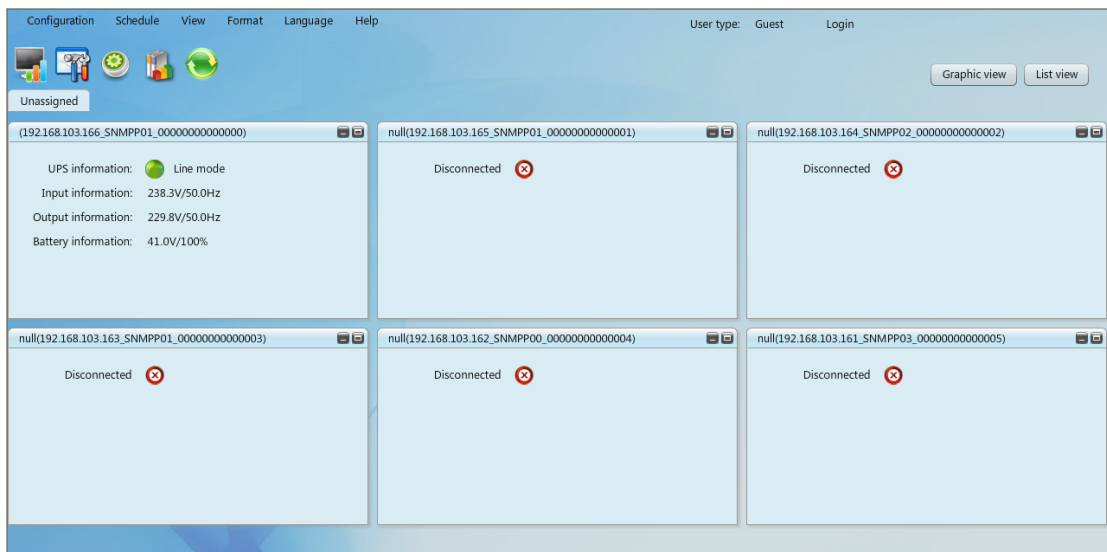 Configuration Schedule View Format Language Help User type: Guest Login
Graphic view List view
Unassigned
(192.168.103.166_SNMPP01_00000000000000) null(192.168.103.165_SNMPP01_00000000000001) null(192.168.103.164_SNMPP02_00000000000002)
UPS information: Line mode Disconnected Disconnected
Input information: 238.3V/50.0Hz
Output information: 229.8V/50.0Hz
Battery information: 41.0V/100%
null(192.168.103.163_SNMPP01_00000000000003) null(192.168.103.162_SNMPP00_00000000000004) null(192.168.103.161_SNMPP03_00000000000005)
Disconnected Disconnected Disconnected